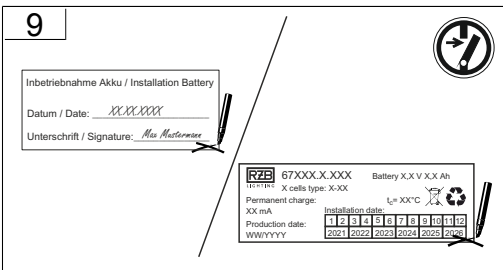 9
Inbetriebnahme Akku / Installation Battery
Datum / Date: XX.XX.XXXX
Unterschrift / Signature: Max Mustermann
RZB
LIGHTING
67XXX.X.XXX
Battery X,X V X,X Ah
X cells type: X-XX
Permanent charge:
XX mA
tc= XX°C
Production date:
WW/YYYY
Installation date:
1 2 3 4 5 6 7 8 9 10 11 12
2021 2022 2023 2024 2025 2026